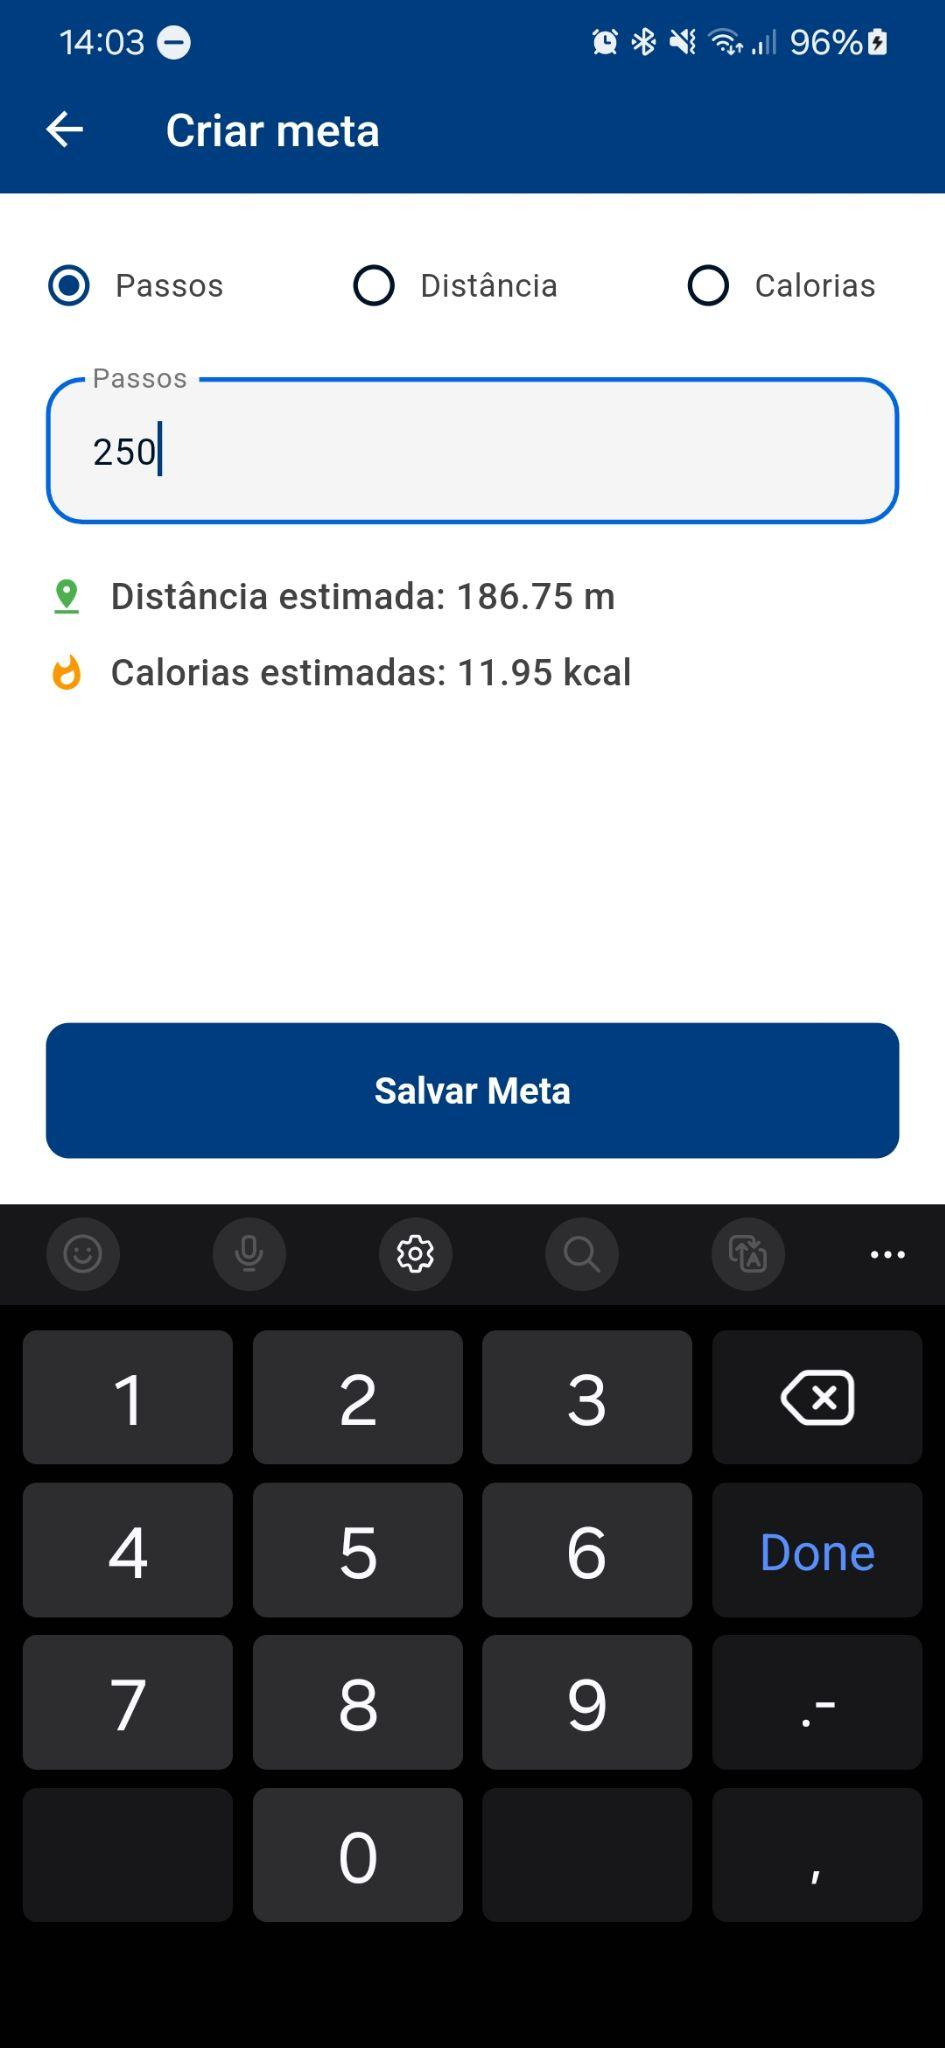 14:03 96%
Criar meta
Passos Distância Calorias
Passos
250
Distância estimada: 186.75 m
Calorias estimadas: 11.95 kcal
Salvar Meta
1 2 3
4 5 6 Done
7 8 9 .-
0 ,